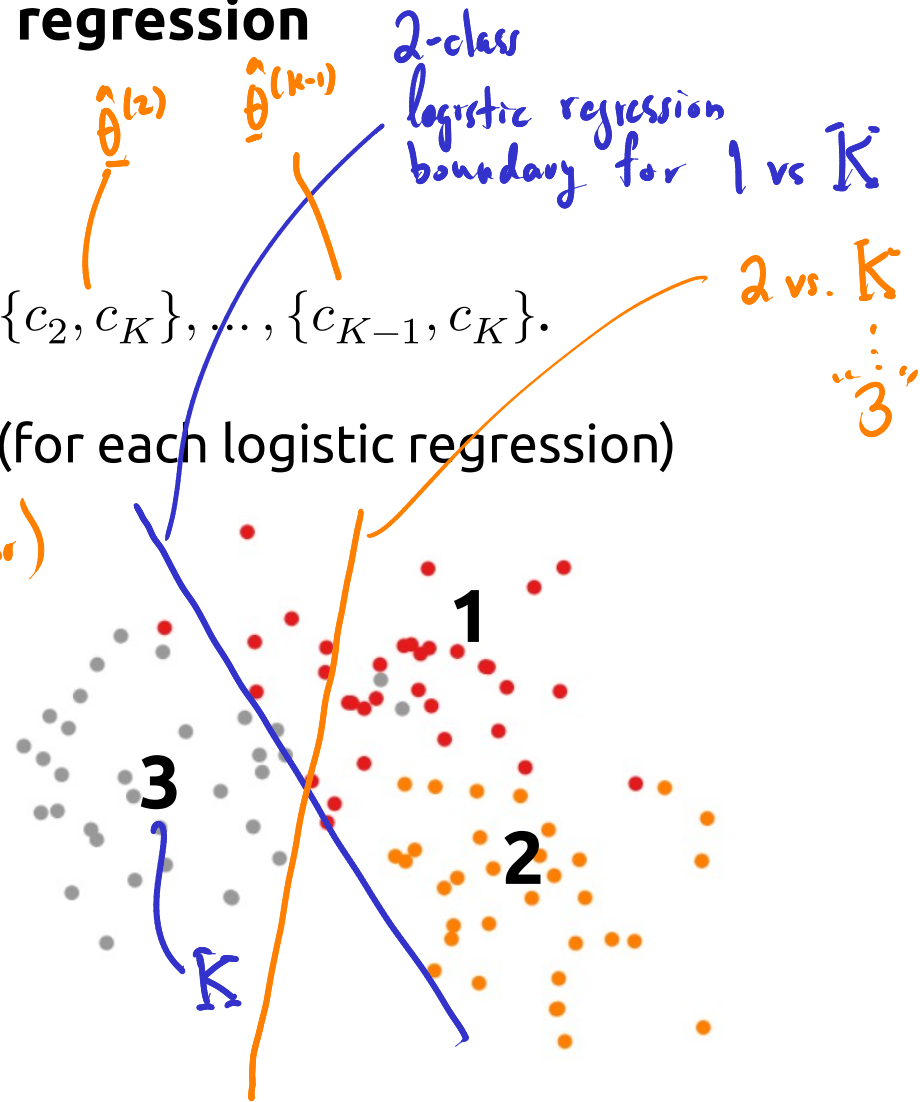 regression
2-class
logistic regression
boundary for 1 vs K
θ̂^(2)
θ̂^(K-1)
2 vs. K
⋮
"3"
{c_2, c_K}, ... , {c_{K−1}, c_K}.
(for each logistic regression)
1
3
2
K